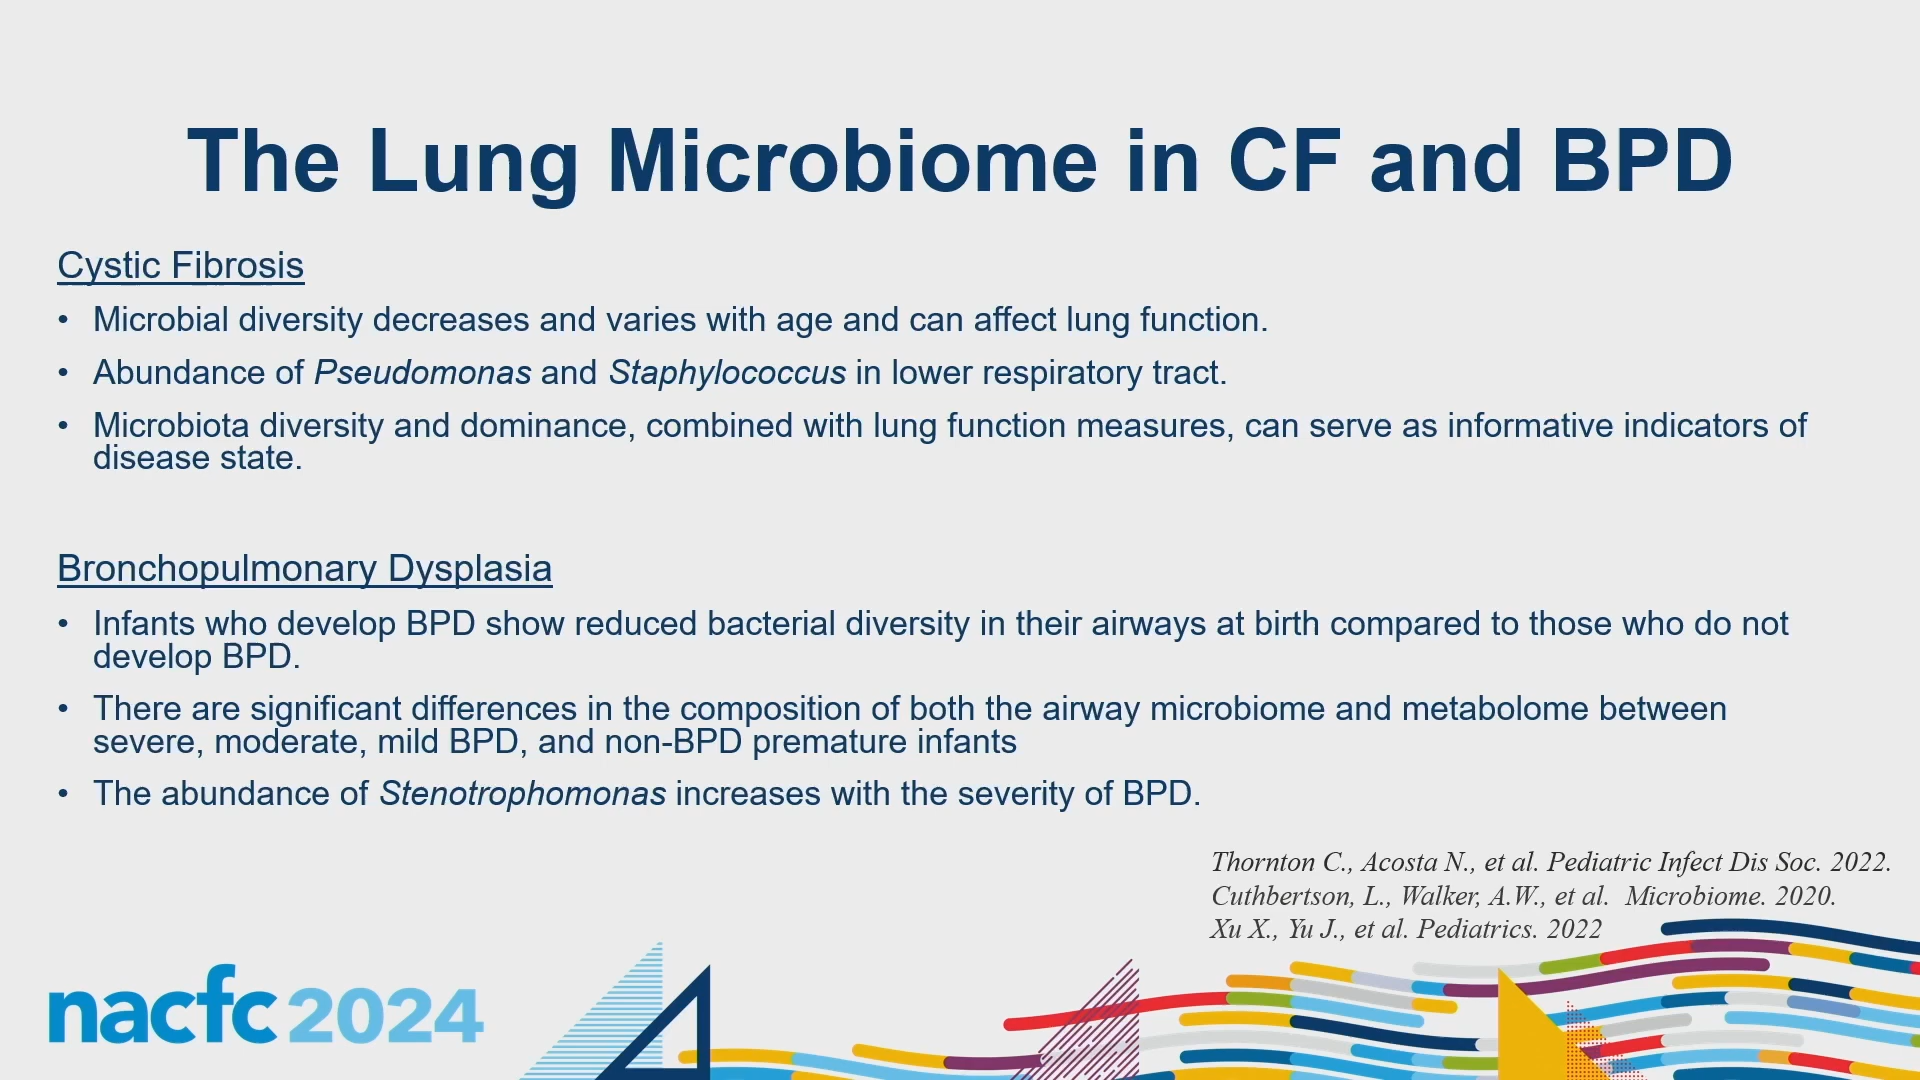 The Lung Microbiome in CF and BPD
Cystic Fibrosis
• Microbial diversity decreases and varies with age and can affect lung function.
• Abundance of Pseudomonas and Staphylococcus in lower respiratory tract.
• Microbiota diversity and dominance, combined with lung function measures, can serve as informative indicators of
disease state.
Bronchopulmonary Dysplasia
• Infants who develop BPD show reduced bacterial diversity in their airways at birth compared to those who do not
develop BPD.
• There are significant differences in the composition of both the airway microbiome and metabolome between
severe, moderate, mild BPD, and non-BPD premature infants
• The abundance of Stenotrophomonas increases with the severity of BPD.
Thornton C., Acosta N., et al. Pediatric Infect Dis Soc. 2022.
Cuthbertson, L., Walker, A.W., et al. Microbiome. 2020.
Xu X., Yu J., et al. Pediatrics. 2022
nacfc 2024